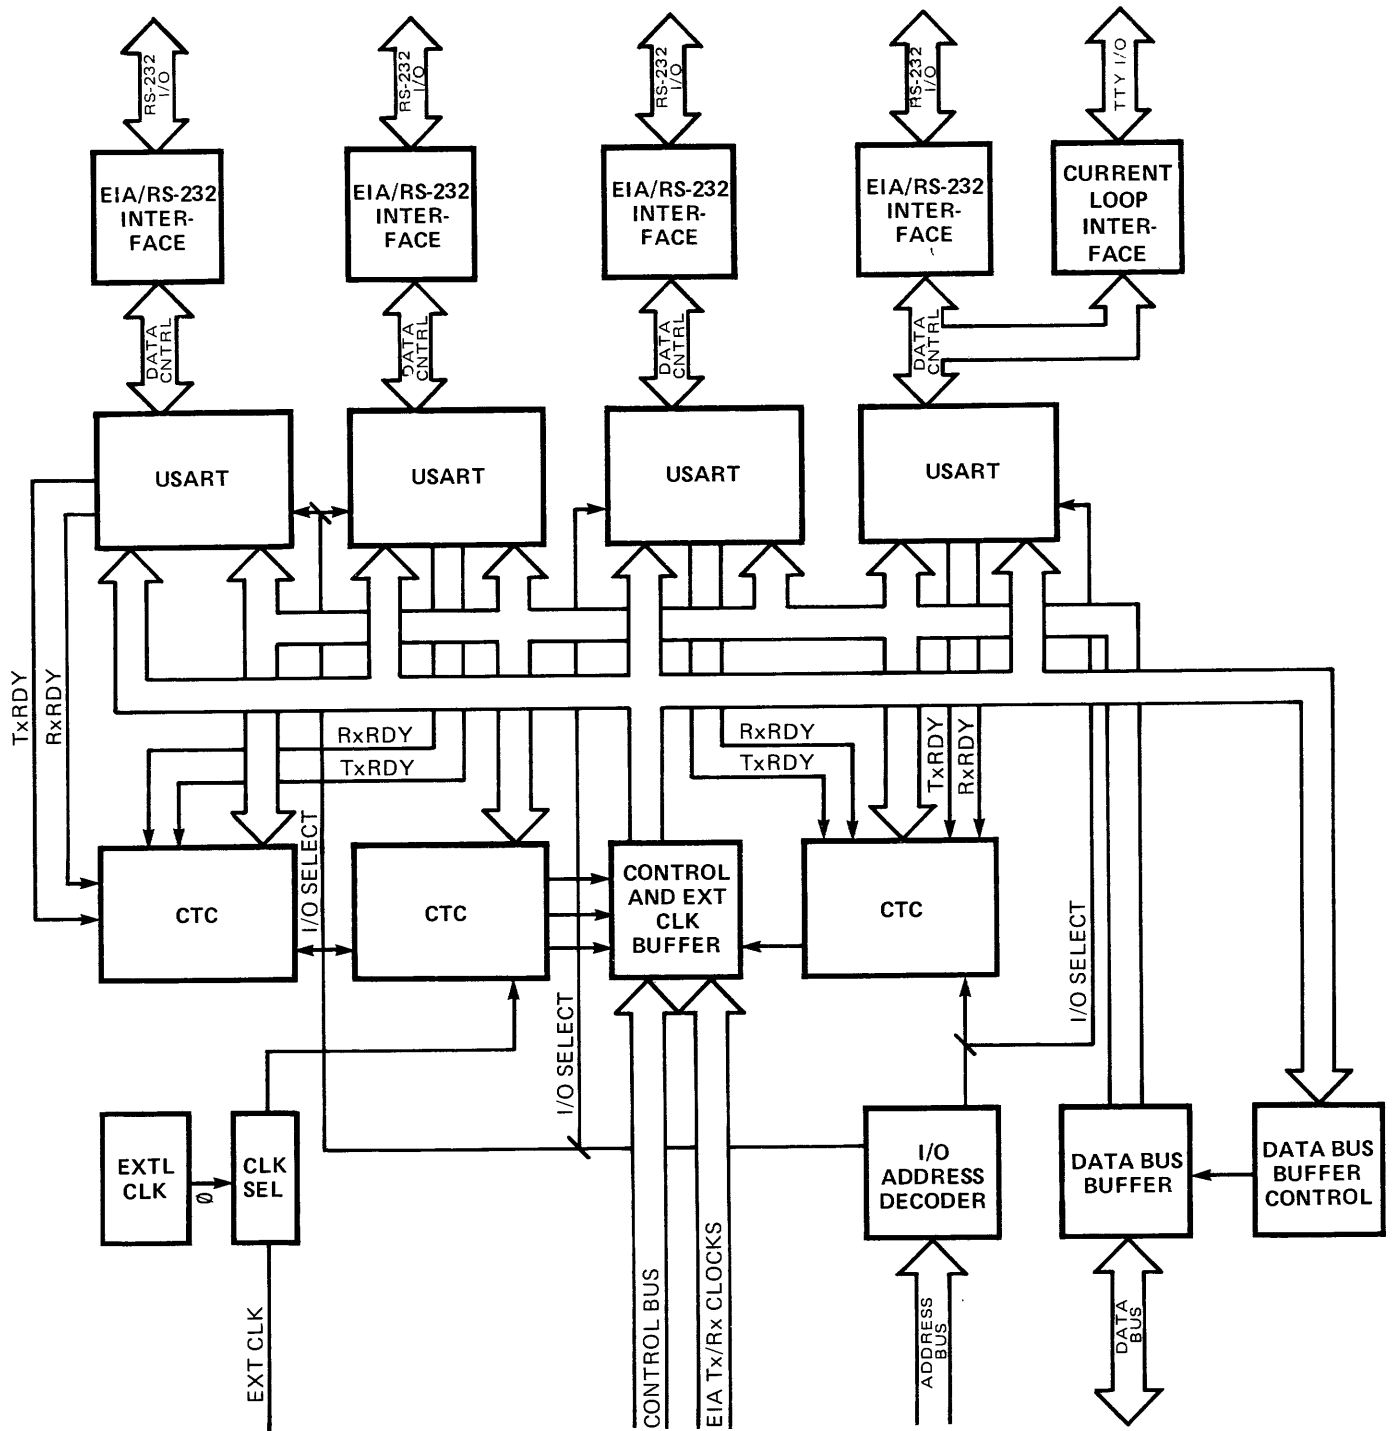 RS-232
I/O
RS-232
I/O
RS-232
I/O
RS-232
I/O
TTY I/O
EIA/RS-232
INTER-
FACE
EIA/RS-232
INTER-
FACE
EIA/RS-232
INTER-
FACE
EIA/RS-232
INTER-
FACE
CURRENT
LOOP
INTER-
FACE
DATA
CNTRL
DATA
CNTRL
DATA
CNTRL
DATA
CNTRL
USART
USART
USART
USART
TxRDY
RxRDY
RxRDY
TxRDY
RxRDY
TxRDY
TxRDY
RxRDY
I/O SELECT
CTC
CTC
CONTROL
AND EXT
CLK
BUFFER
CTC
I/O SELECT
I/O SELECT
EXTL
CLK
Ø
CLK
SEL
I/O
ADDRESS
DECODER
DATA BUS
BUFFER
DATA BUS
BUFFER
CONTROL
EXT CLK
CONTROL BUS
EIA Tx/Rx CLOCKS
ADDRESS
BUS
DATA
BUS